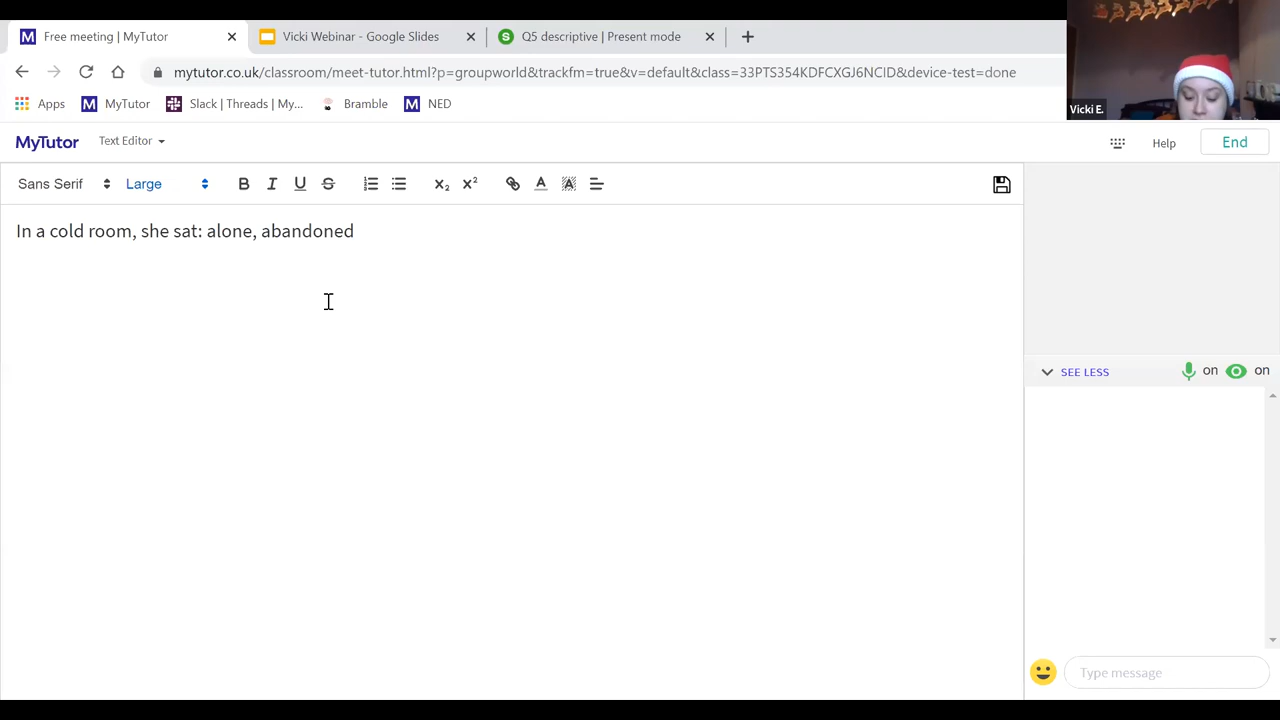 Free meeting | MyTutor
Vicki Webinar - Google Slides
Q5 descriptive | Present mode
mytutor.co.uk/classroom/meet-tutor.html?p=groupworld&trackfm=true&v=default&class=33PTS354KDFCXGJ6NCID&device-test=done
Vicki E.
Apps
MyTutor
Slack | Threads | My...
Bramble
NED
MyTutor
Text Editor
Help
End
Sans Serif
Large
In a cold room, she sat: alone, abandoned
SEE LESS
on
on
Type message